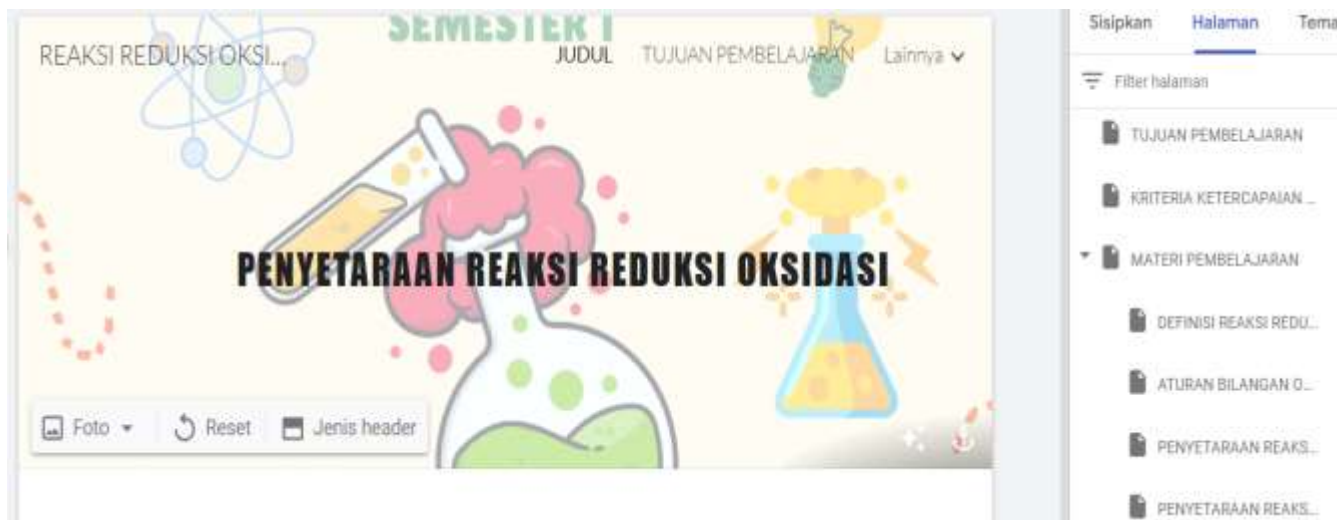 SEMESTER 1
REAKSI REDUKSI OKSI...
JUDUL
TUJUAN PEMBELAJARAN
Lainnya
PENYETARAAN REAKSI REDUKSI OKSIDASI
Foto
Reset
Jenis header
Sisipkan
Halaman
Tema
Filter halaman
TUJUAN PEMBELAJARAN
KRITERIA KETERCAPAIAN ...
MATERI PEMBELAJARAN
DEFINISI REAKSI REDU...
ATURAN BILANGAN O...
PENYETARAAN REAKS...
PENYETARAAN REAKS...